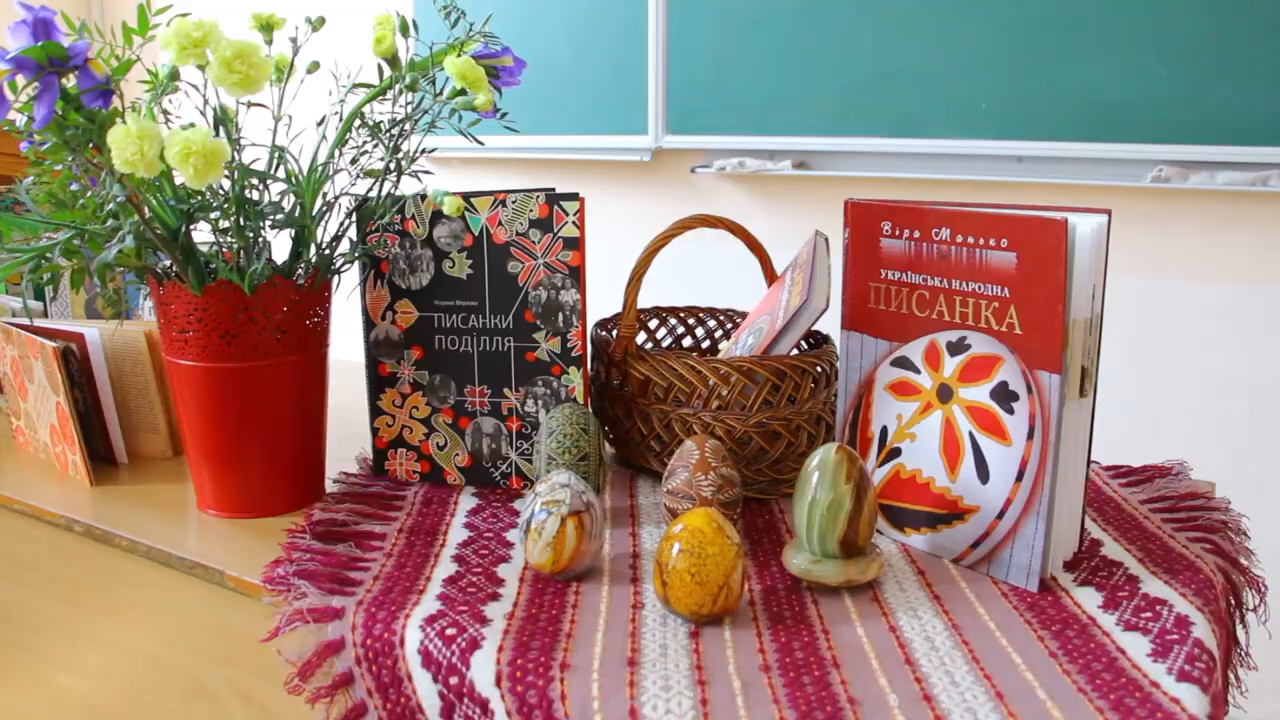 ПИСАНКИ
ПОДІЛЛЯ
Віра Манько
УКРАЇНСЬКА НАРОДНА
ПИСАНКА